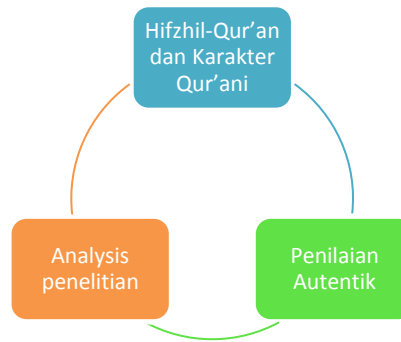 Hifzhil-Qur’an
dan Karakter
Qur’ani
Analysis
penelitian
Penilaian
Autentik